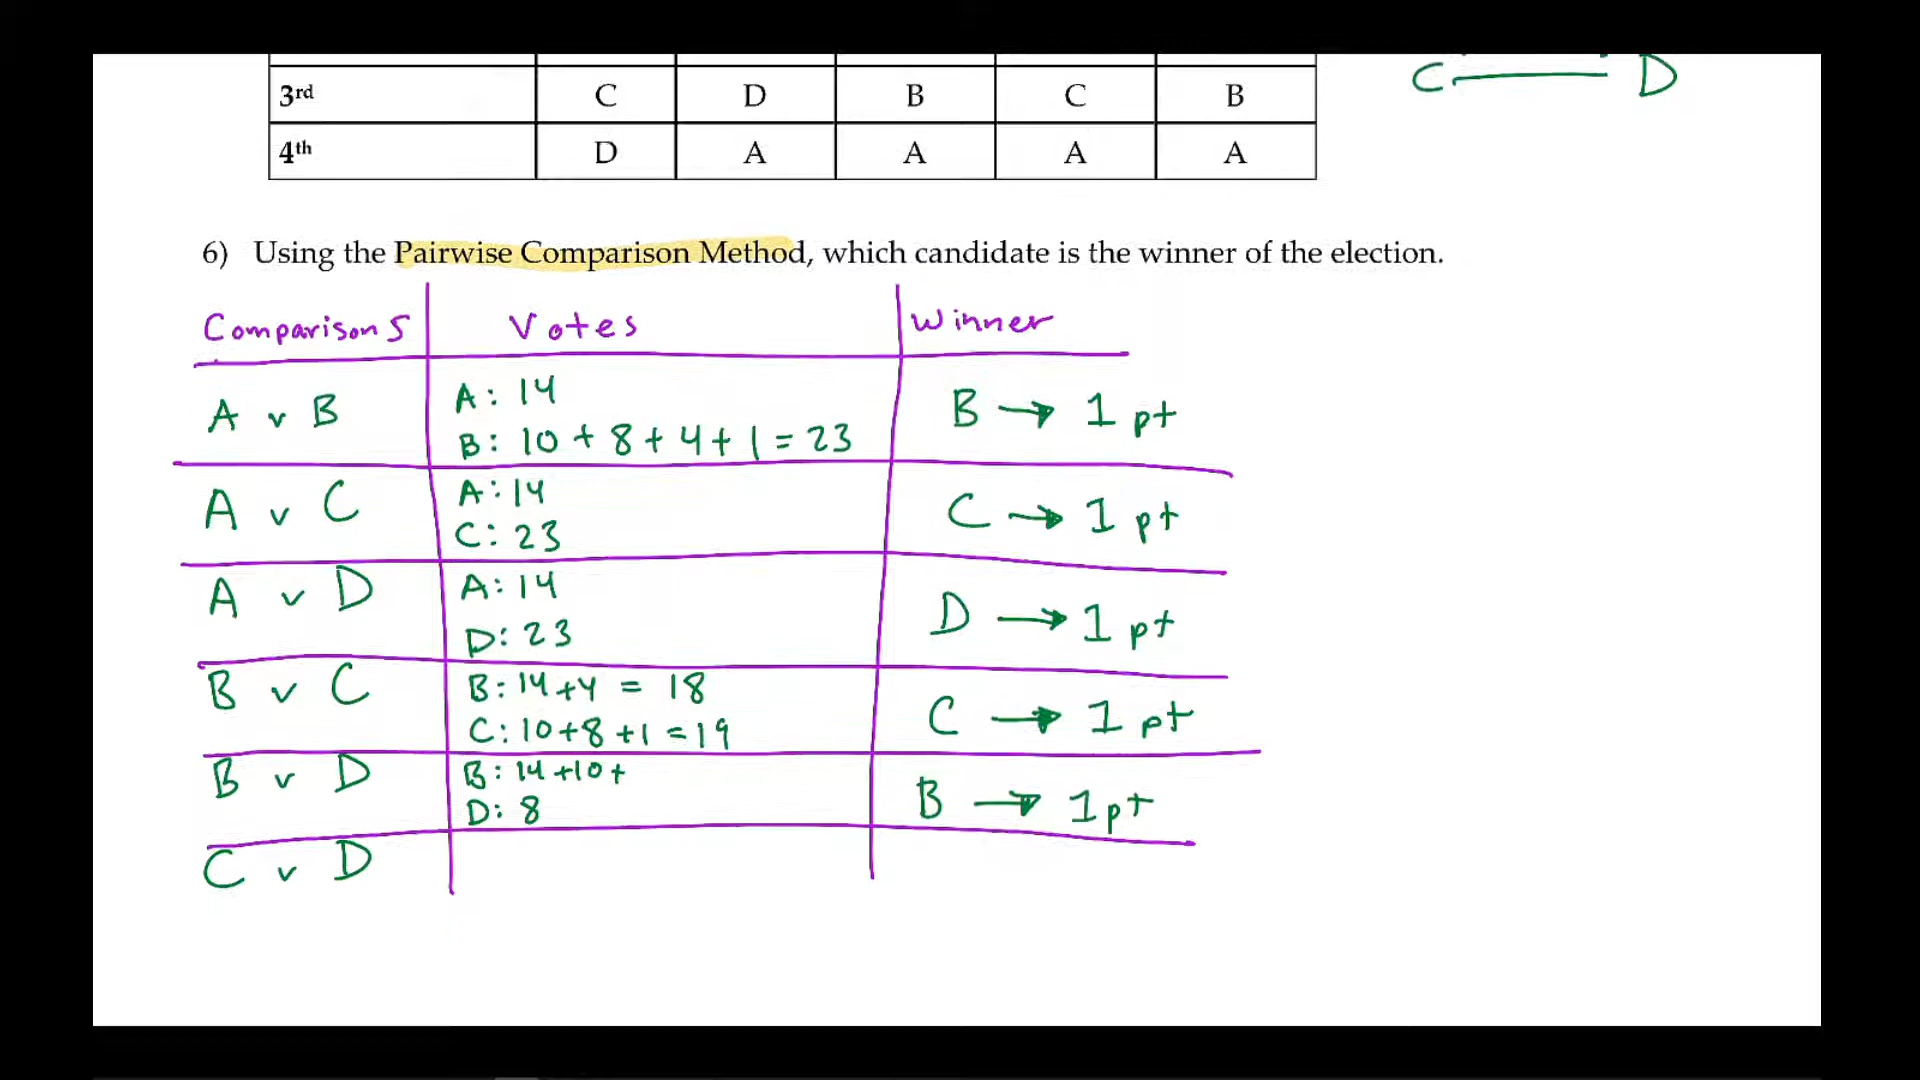 C D
3rd C D B C B
4th D A A A A
6) Using the Pairwise Comparison Method, which candidate is the winner of the election.
Comparisons Votes Winner
A v B A: 14 B → 1 pt
B: 10 + 8 + 4 + 1 = 23
A v C A: 14 C → 1 pt
C: 23
A v D A: 14 D → 1 pt
D: 23
B v C B: 14 + 4 = 18 C → 1 pt
C: 10 + 8 + 1 = 19
B v D B: 14 + 10 + B → 1 pt
D: 8
C v D